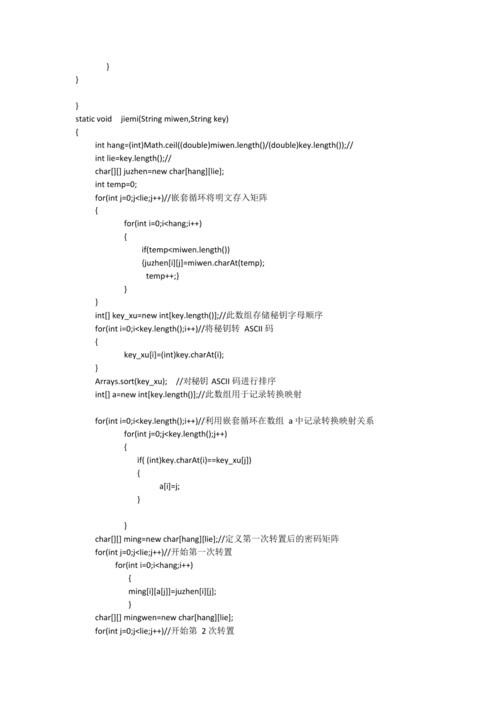 }
}
}
static void    jiemi(String miwen,String key)
{
int hang=(int)Math.ceil((double)miwen.length()/(double)key.length());//
int lie=key.length();//
char[][] juzhen=new char[hang][lie];
int temp=0;
for(int j=0;j<lie;j++)//嵌套循环将明文存入矩阵
{
for(int i=0;i<hang;i++)
{
if(temp<miwen.length())
{juzhen[i][j]=miwen.charAt(temp);
temp++;}
}
}
int[] key_xu=new int[key.length()];//此数组存储秘钥字母顺序
for(int i=0;i<key.length();i++)//将秘钥转 ASCII 码
{
key_xu[i]=(int)key.charAt(i);
}
Arrays.sort(key_xu);   //对秘钥 ASCII 码进行排序
int[] a=new int[key.length()];//此数组用于记录转换映射
for(int i=0;i<key.length();i++)//利用嵌套循环在数组 a 中记录转换映射关系
for(int j=0;j<key.length();j++)
{
if( (int)key.charAt(i)==key_xu[j])
{
a[i]=j;
}
}
char[][] ming=new char[hang][lie];//定义第一次转置后的密码矩阵
for(int j=0;j<lie;j++)//开始第一次转置
for(int i=0;i<hang;i++)
{
ming[i][a[j]]=juzhen[i][j];
}
char[][] mingwen=new char[hang][lie];
for(int j=0;j<lie;j++)//开始第 2 次转置